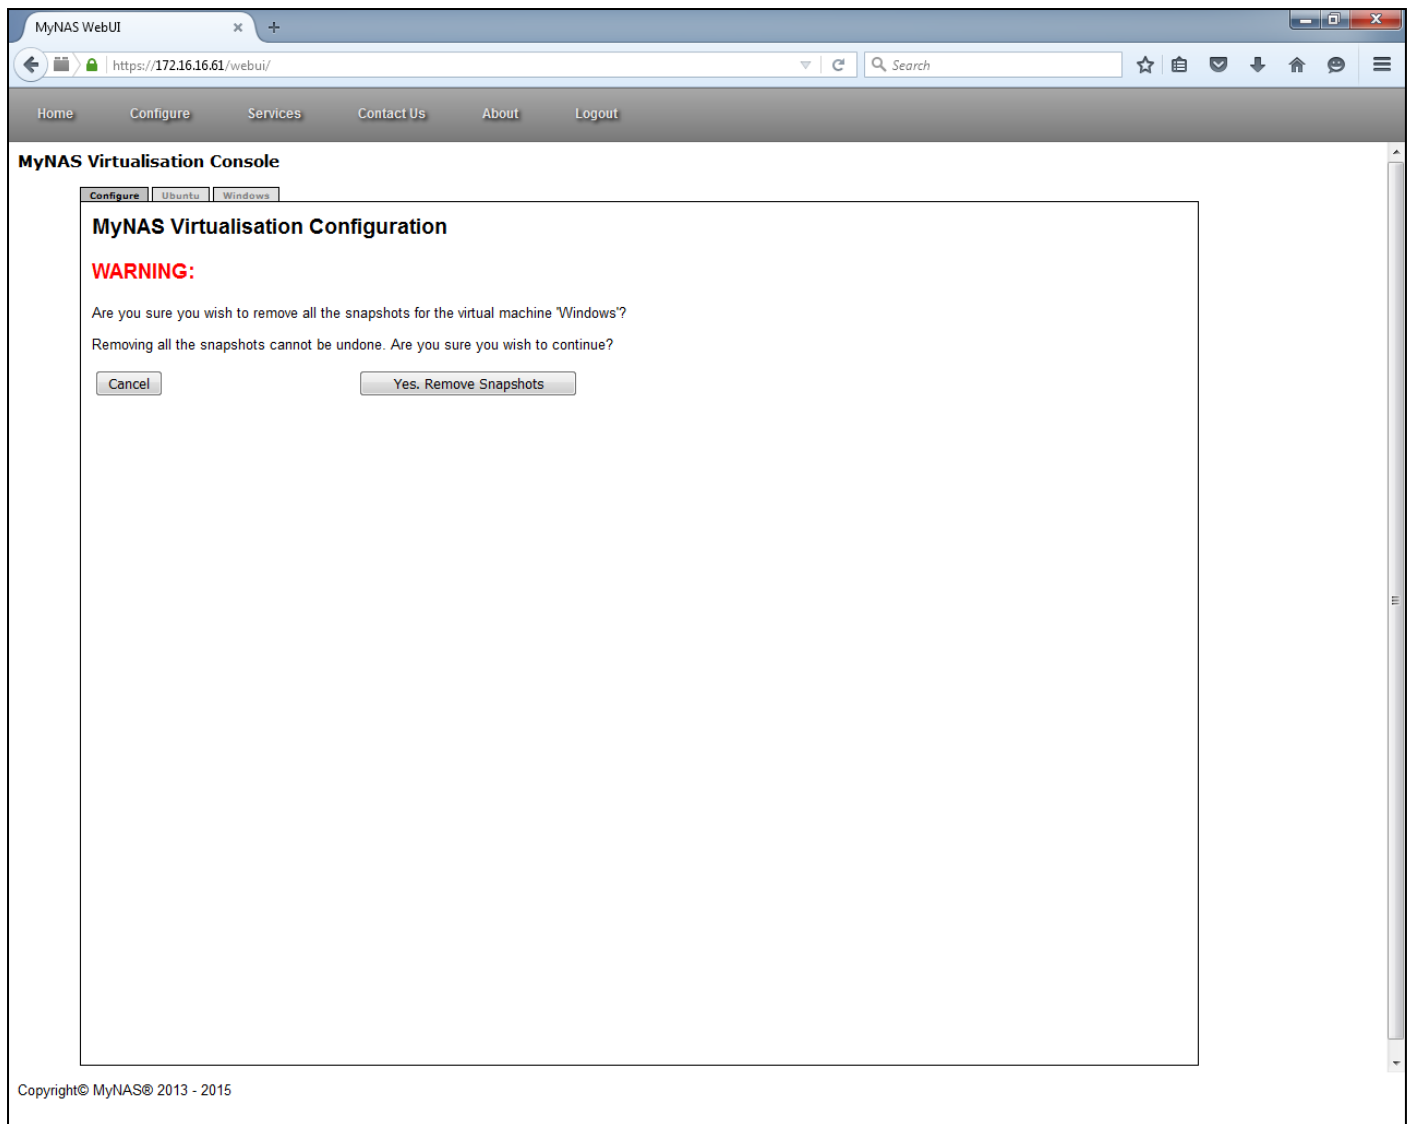 MyNAS WebUI
https://172.16.16.61/webui/
Search
Home Configure Services Contact Us About Logout
MyNAS Virtualisation Console
Configure Ubuntu Windows
MyNAS Virtualisation Configuration
WARNING:
Are you sure you wish to remove all the snapshots for the virtual machine 'Windows'?
Removing all the snapshots cannot be undone. Are you sure you wish to continue?
Cancel Yes. Remove Snapshots
Copyright© MyNAS® 2013 - 2015